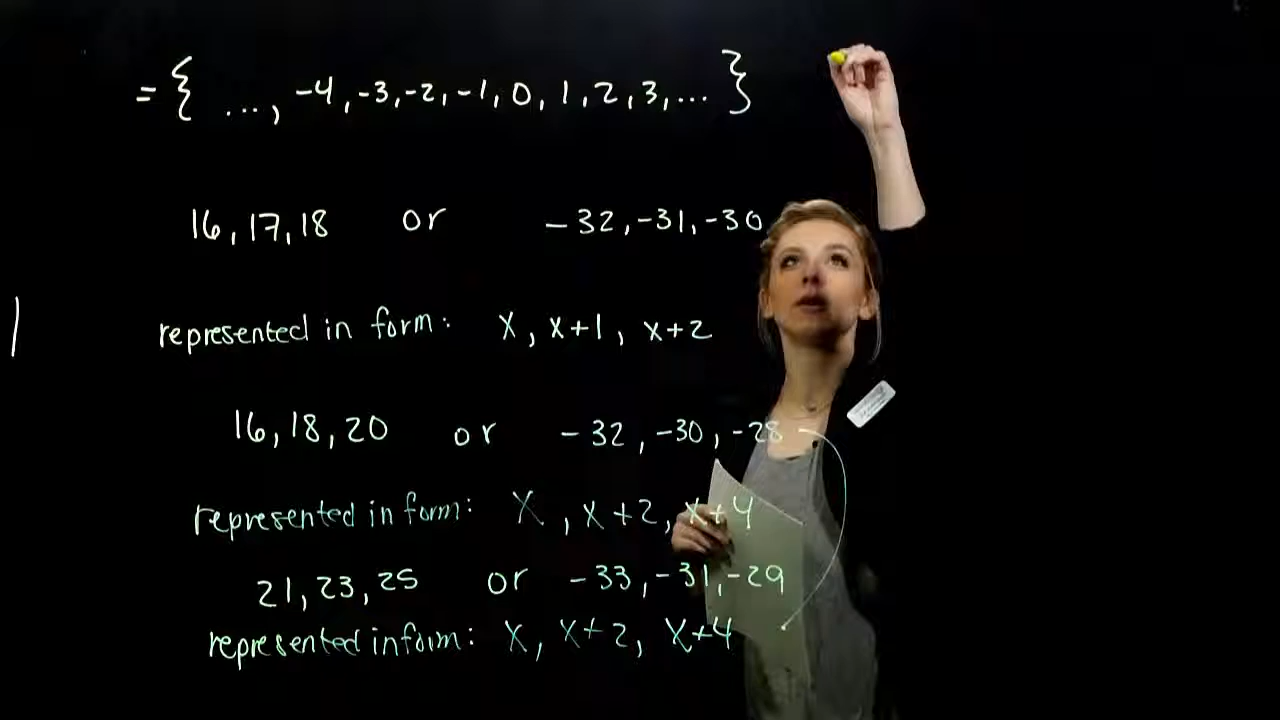 = { ..., -4, -3, -2, -1, 0, 1, 2, 3, ... }
16, 17, 18 or -32, -31, -30
represented in form: x, x+1, x+2
16, 18, 20 or -32, -30, -28
represented in form: x, x+2, x+4
21, 23, 25 or -33, -31, -29
represented in form: x, x+2, x+4